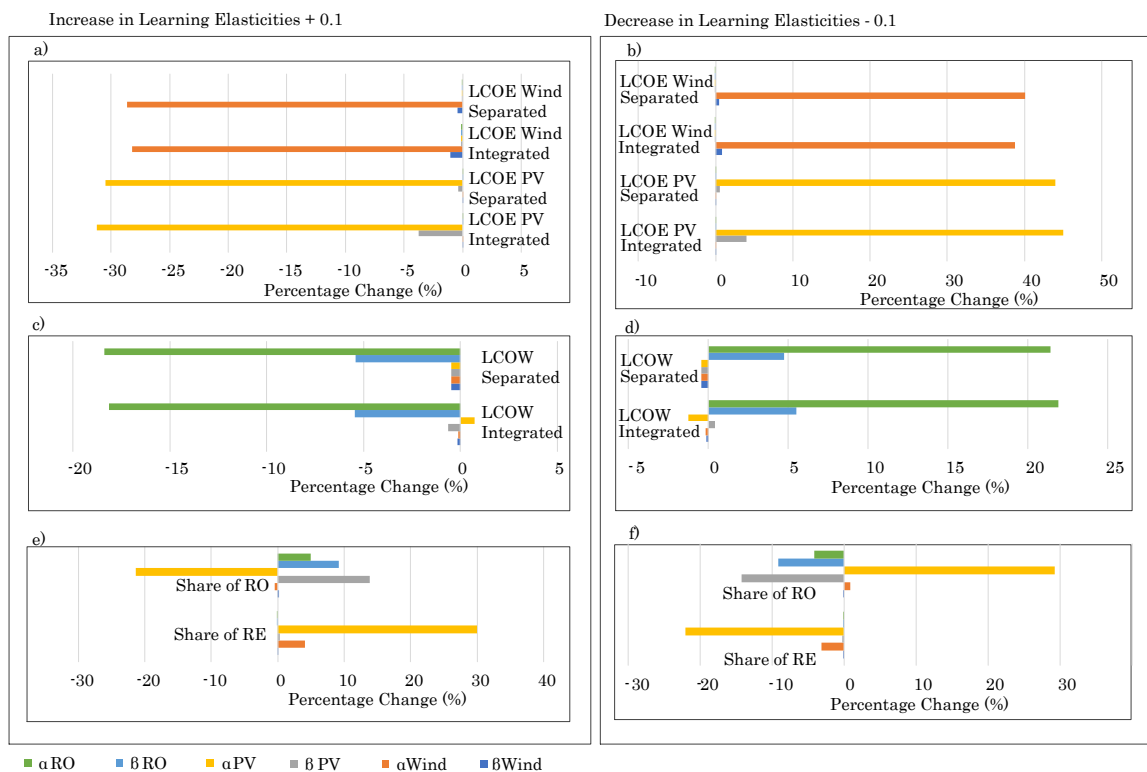 Increase in Learning Elasticities + 0.1
Decrease in Learning Elasticities - 0.1
a)
LCOE Wind
Separated
LCOE Wind
Integrated
LCOE PV
Separated
LCOE PV
Integrated
-35 -30 -25 -20 -15 -10 -5 0 5
Percentage Change (%)
b)
LCOE Wind
Separated
LCOE Wind
Integrated
LCOE PV
Separated
LCOE PV
Integrated
-10 0 10 20 30 40 50
Percentage Change (%)
c)
LCOW
Separated
LCOW
Integrated
-20 -15 -10 -5 0 5
Percentage Change (%)
d)
LCOW
Separated
LCOW
Integrated
-5 0 5 10 15 20 25
Percentage Change (%)
e)
Share of RO
Share of RE
-30 -20 -10 0 10 20 30 40
Percentage Change (%)
f)
Share of RO
Share of RE
-30 -20 -10 0 10 20 30
Percentage Change (%)
α RO β RO α PV β PV αWind βWind